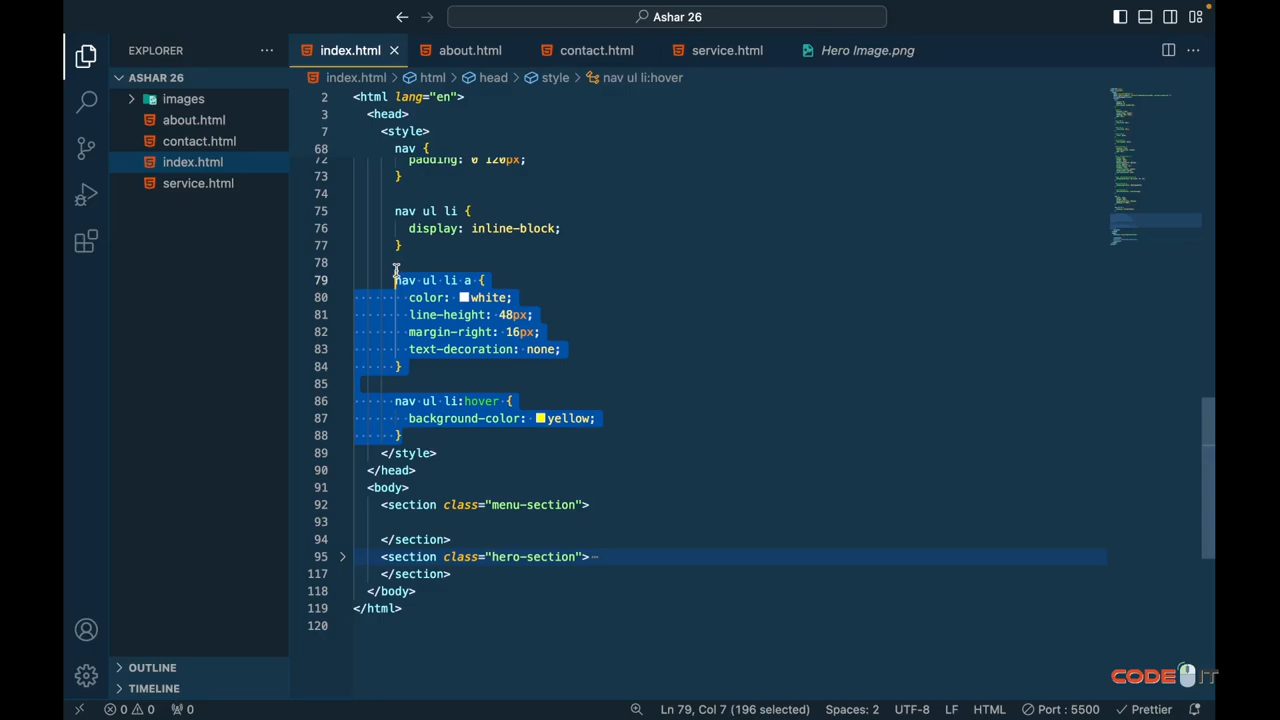 Ashar 26
EXPLORER
ASHAR 26
images
about.html
contact.html
index.html
service.html
OUTLINE
TIMELINE
index.html
about.html
contact.html
service.html
Hero Image.png
index.html > html > head > style > nav ul li:hover
2 <html lang="en">
3 <head>
7 <style>
68 nav {
72 padding: 0 120px;
73 }
74
75 nav ul li {
76 display: inline-block;
77 }
78
79 nav ul li a {
80 color: white;
81 line-height: 48px;
82 margin-right: 16px;
83 text-decoration: none;
84 }
85
86 nav ul li:hover {
87 background-color: yellow;
88 }
89 </style>
90 </head>
91 <body>
92 <section class="menu-section">
93
94 </section>
95 <section class="hero-section">
117 </section>
118 </body>
119 </html>
120
CODE IT
0 0 0 Ln 79, Col 7 (196 selected) Spaces: 2 UTF-8 LF HTML Port : 5500 Prettier